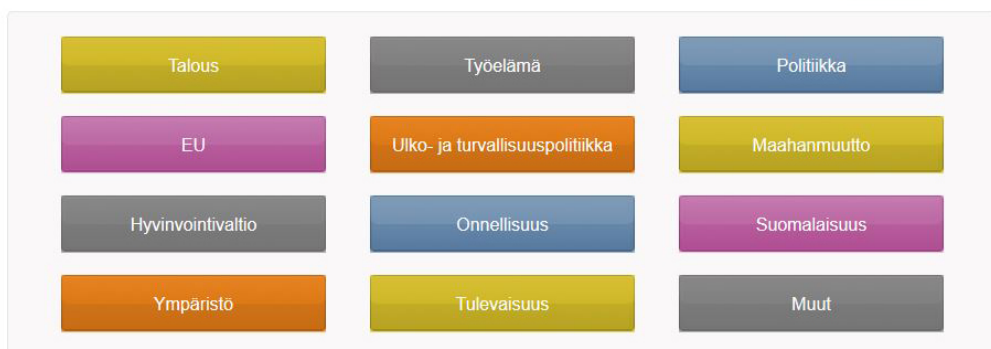 Talous
Työelämä
Politiikka
EU
Ulko- ja turvallisuuspolitiikka
Maahanmuutto
Hyvinvointivaltio
Onnellisuus
Suomalaisuus
Ympäristö
Tulevaisuus
Muut